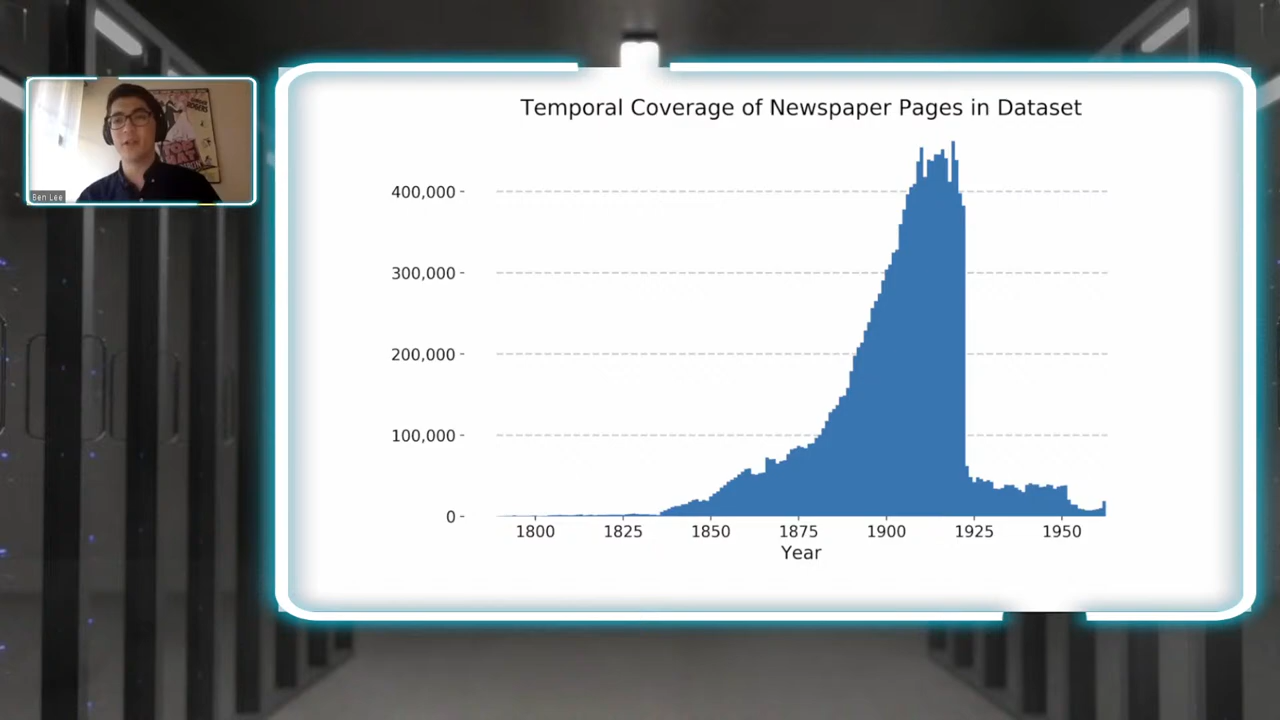 Temporal Coverage of Newspaper Pages in Dataset
400,000
300,000
200,000
100,000
0
1800 1825 1850 1875 1900 1925 1950
Year
Ben Lee